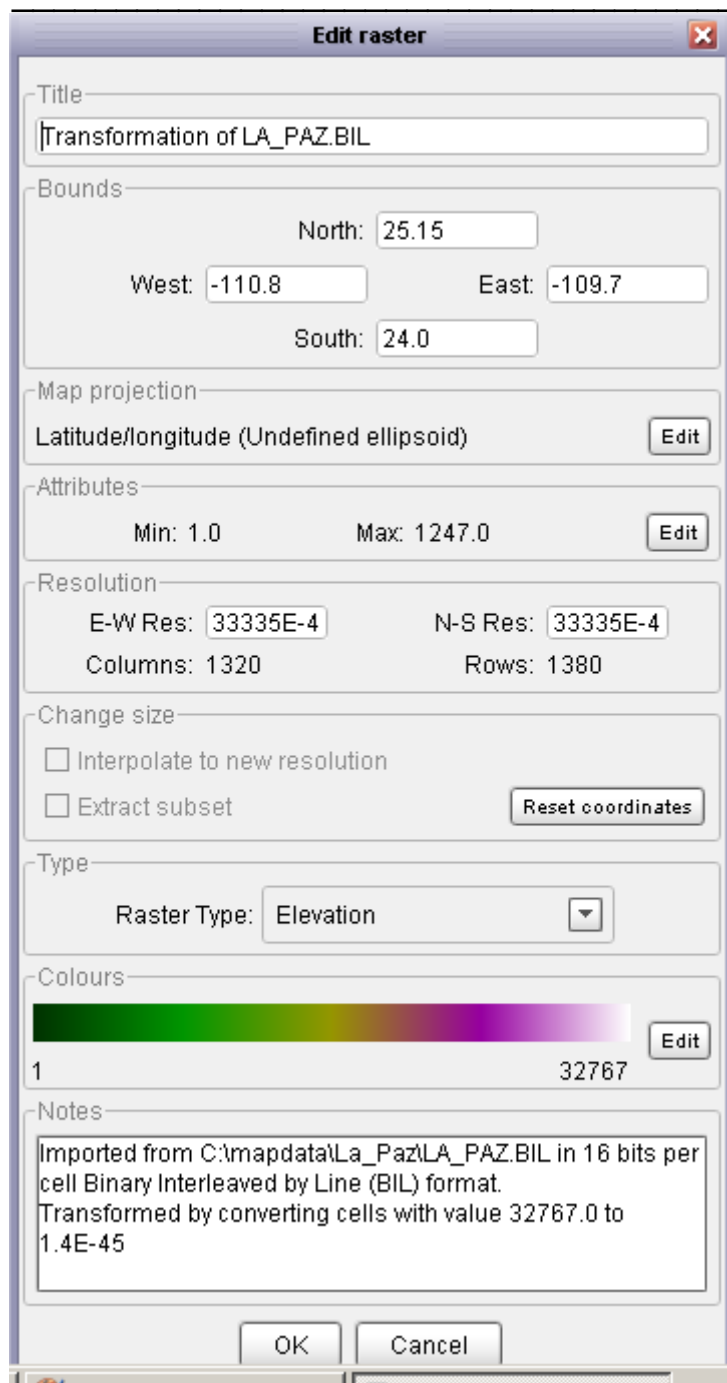 Edit raster
Title
Transformation of LA_PAZ.BIL
Bounds
North: 25.15
West: -110.8 East: -109.7
South: 24.0
Map projection
Latitude/longitude (Undefined ellipsoid) Edit
Attributes
Min: 1.0 Max: 1247.0 Edit
Resolution
E-W Res: 33335E-4 N-S Res: 33335E-4
Columns: 1320 Rows: 1380
Change size
Interpolate to new resolution
Extract subset Reset coordinates
Type
Raster Type: Elevation
Colours
Edit
1 32767
Notes
Imported from C:\mapdata\La_Paz\LA_PAZ.BIL in 16 bits per
cell Binary Interleaved by Line (BIL) format.
Transformed by converting cells with value 32767.0 to
1.4E-45
OK Cancel